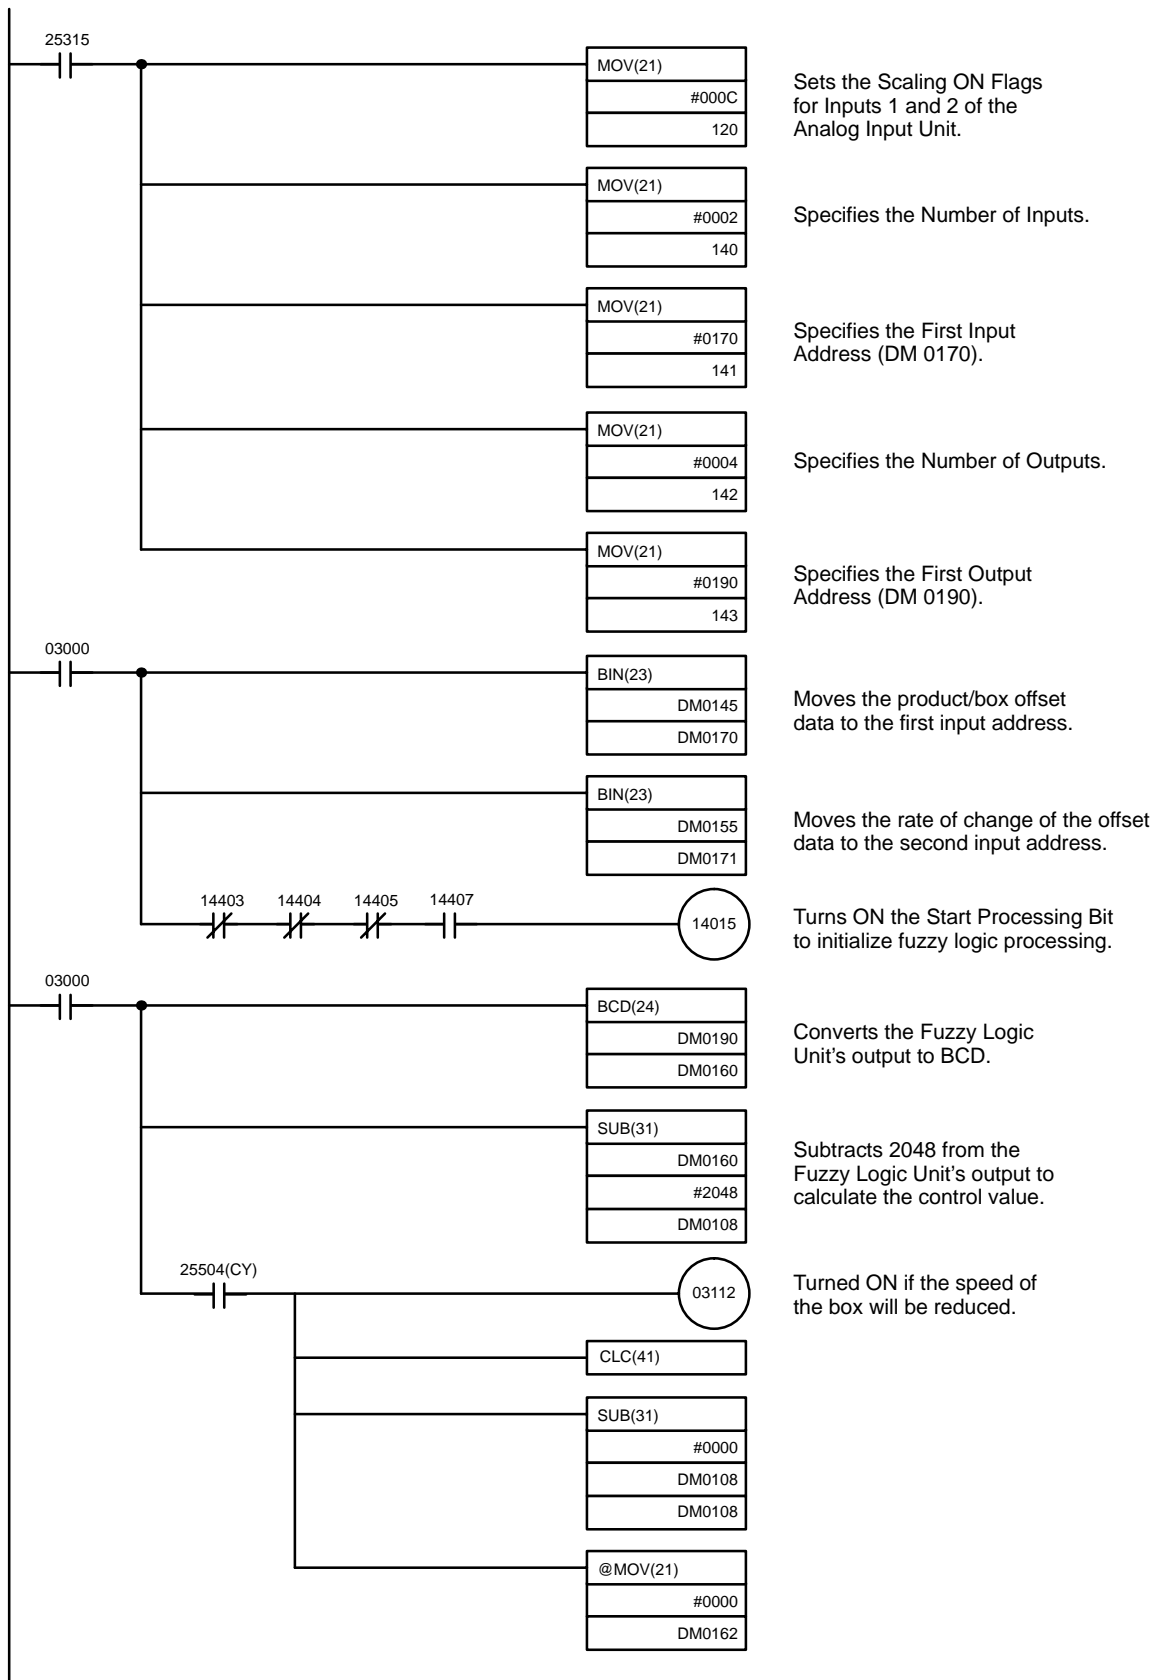 25315
MOV(21)
#000C
120
Sets the Scaling ON Flags
for Inputs 1 and 2 of the
Analog Input Unit.
MOV(21)
#0002
140
Specifies the Number of Inputs.
MOV(21)
#0170
141
Specifies the First Input
Address (DM 0170).
MOV(21)
#0004
142
Specifies the Number of Outputs.
MOV(21)
#0190
143
Specifies the First Output
Address (DM 0190).
03000
BIN(23)
DM0145
DM0170
Moves the product/box offset
data to the first input address.
BIN(23)
DM0155
DM0171
Moves the rate of change of the offset
data to the second input address.
14403 14404 14405 14407
14015
Turns ON the Start Processing Bit
to initialize fuzzy logic processing.
03000
BCD(24)
DM0190
DM0160
Converts the Fuzzy Logic
Unit’s output to BCD.
SUB(31)
DM0160
#2048
DM0108
Subtracts 2048 from the
Fuzzy Logic Unit’s output to
calculate the control value.
25504(CY)
03112
Turned ON if the speed of
the box will be reduced.
CLC(41)
SUB(31)
#0000
DM0108
DM0108
@MOV(21)
#0000
DM0162